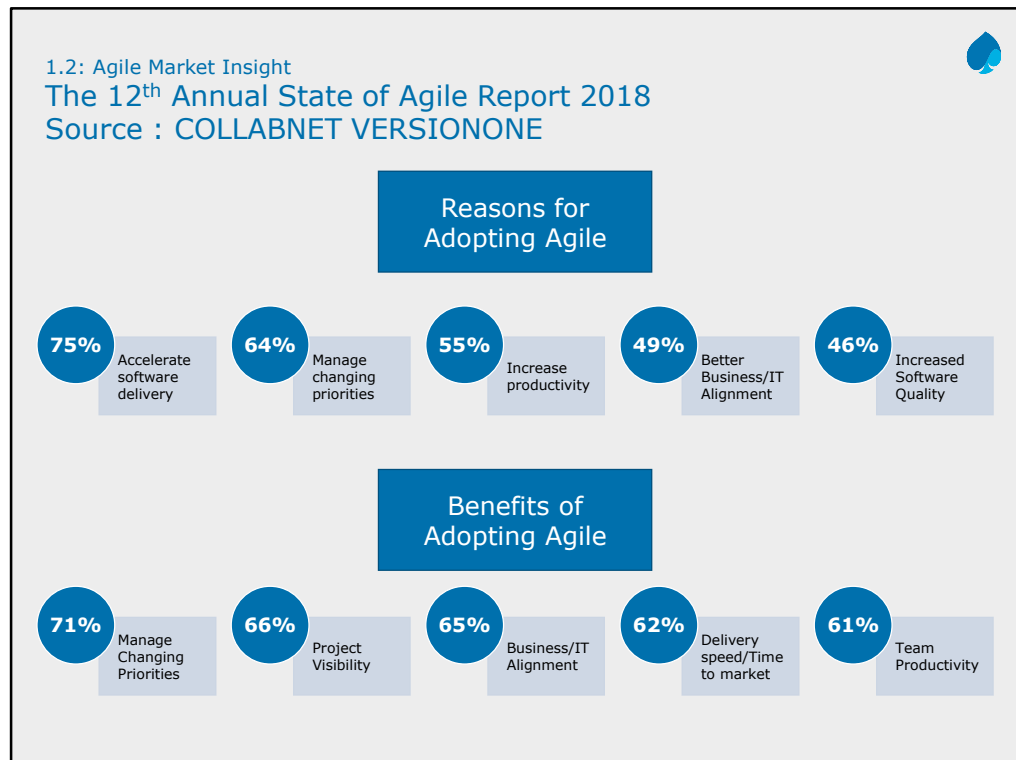 1.2: Agile Market Insight
The 12th Annual State of Agile Report 2018
Source : COLLABNET VERSIONONE
Reasons for
Adopting Agile
75%
Accelerate
software
delivery
64%
Manage
changing
priorities
55%
Increase
productivity
49%
Better
Business/IT
Alignment
46%
Increased
Software
Quality
Benefits of
Adopting Agile
71%
Manage
Changing
Priorities
66%
Project
Visibility
65%
Business/IT
Alignment
62%
Delivery
speed/Time
to market
61%
Team
Productivity